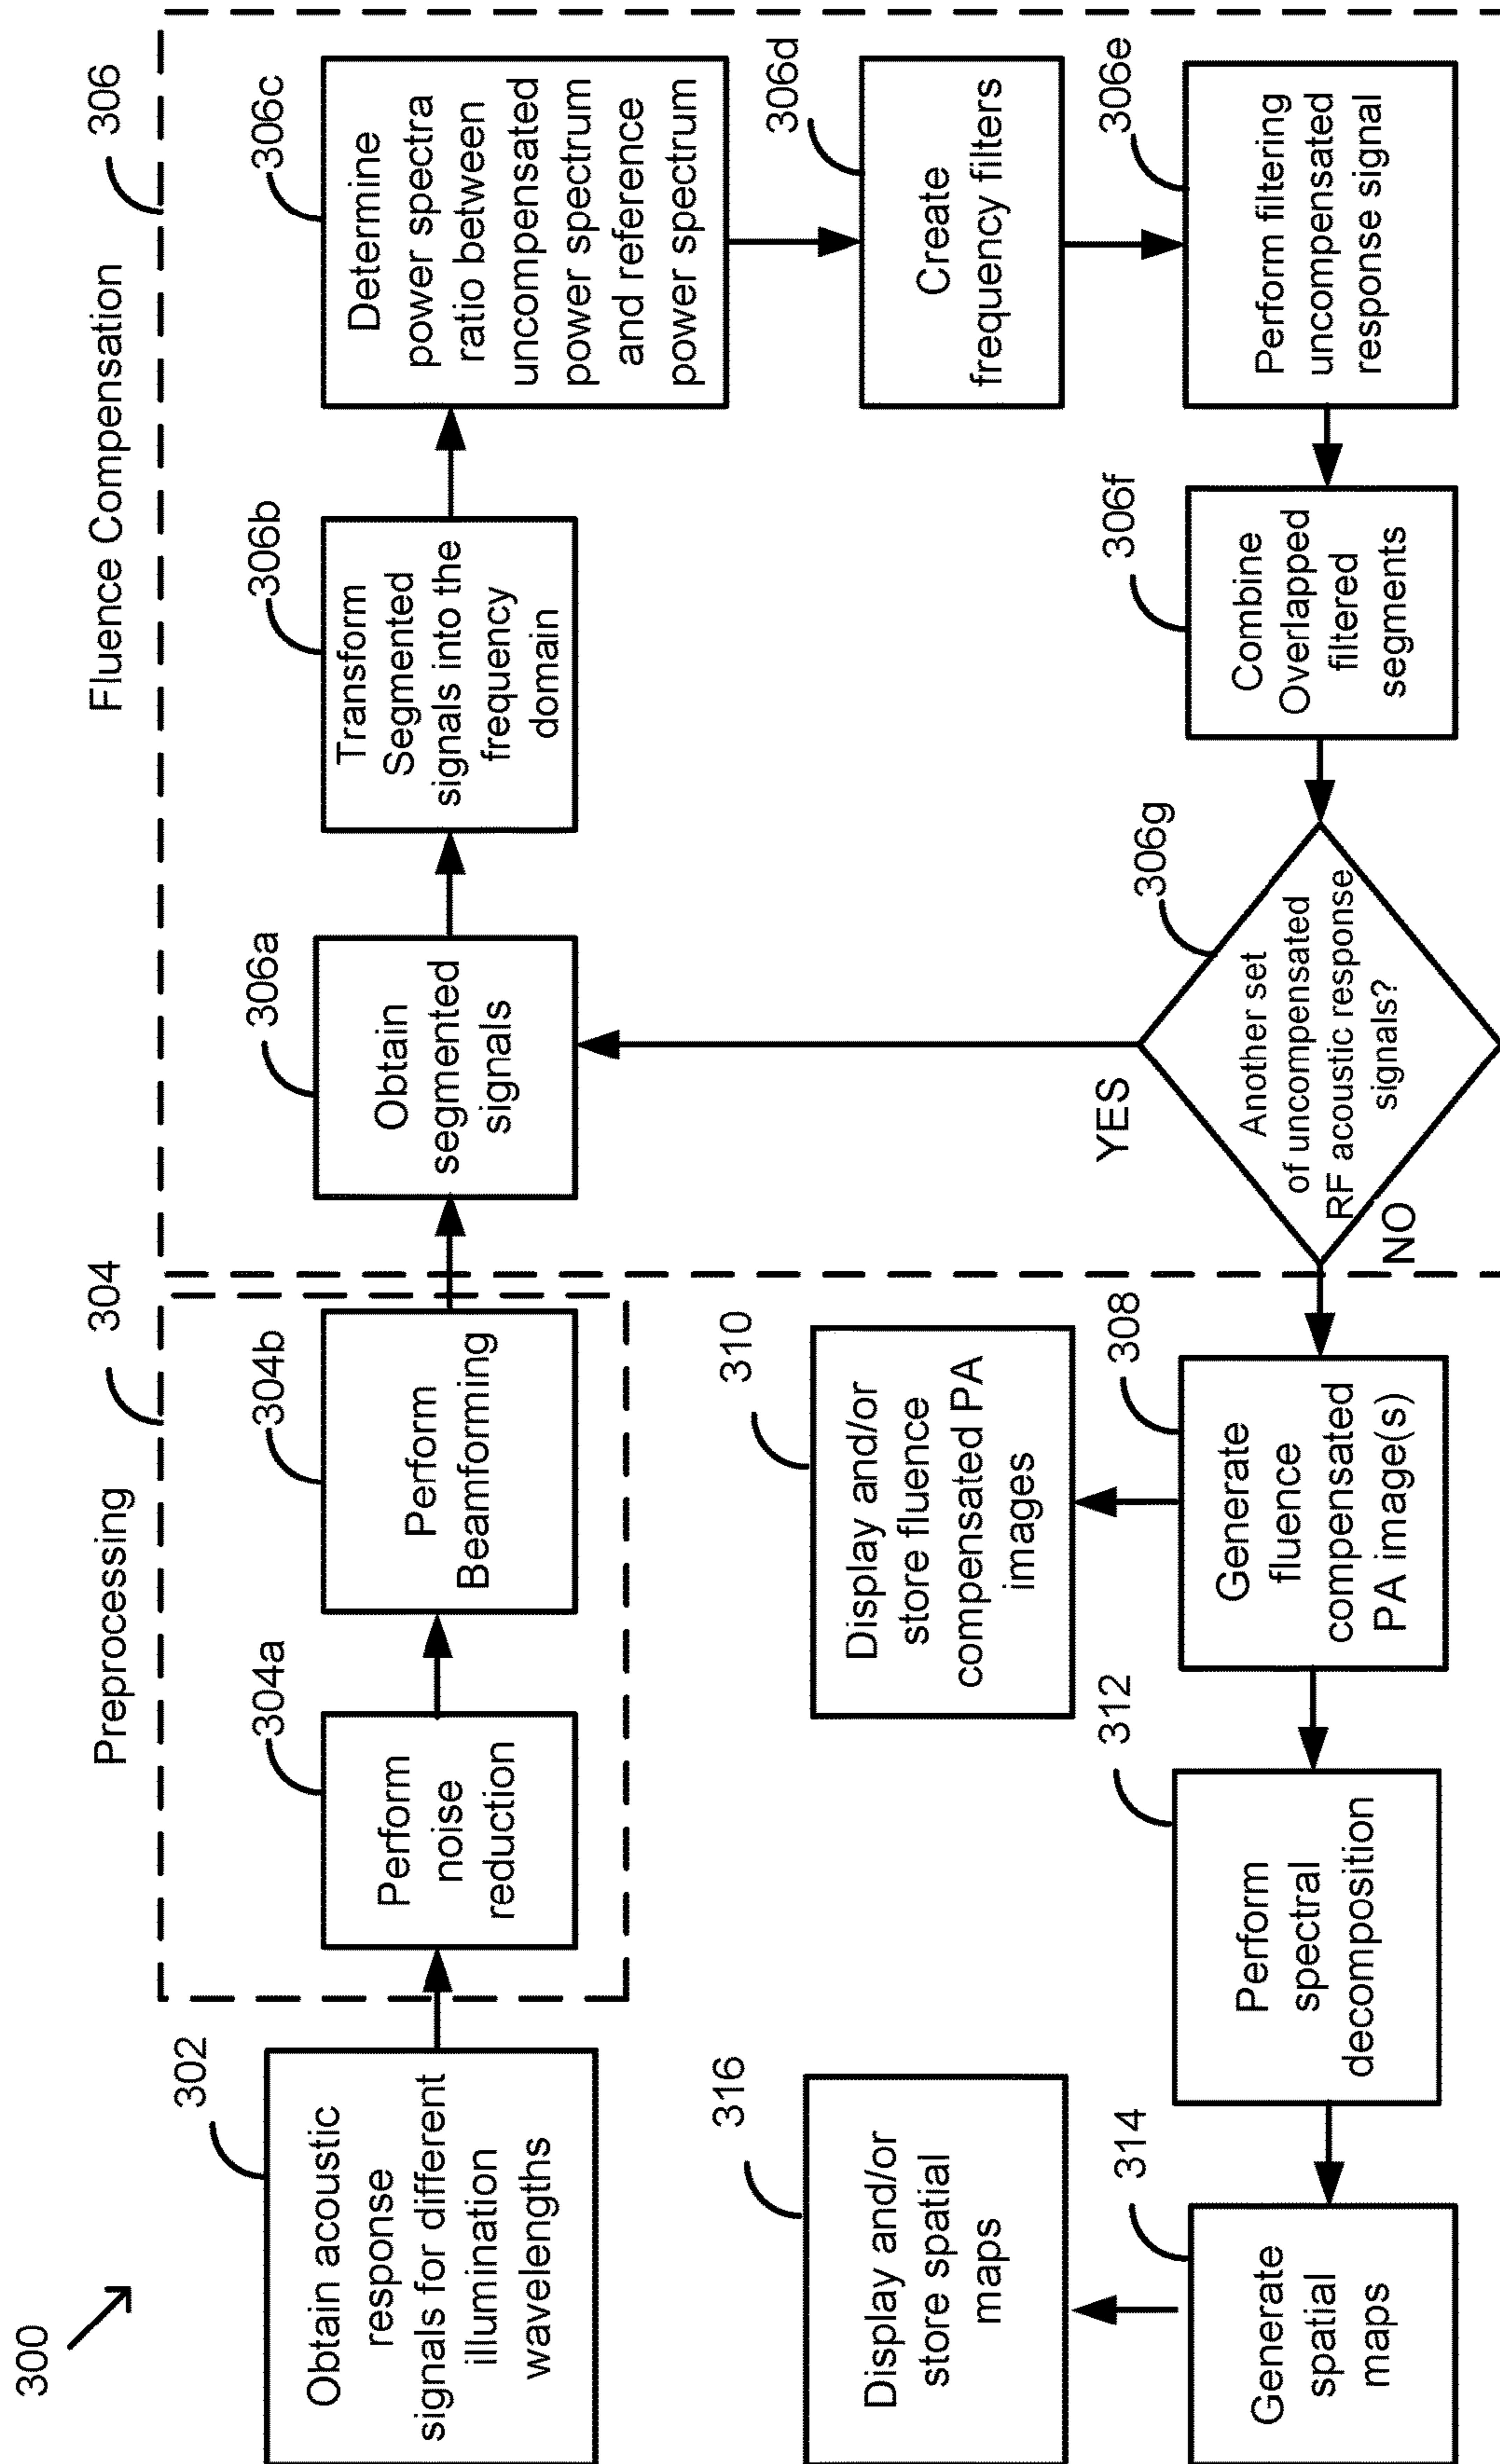 300
302
Obtain acoustic
response
signals for different
illumination
wavelengths
Preprocessing
304
304a
Perform
noise
reduction
304b
Perform
Beamforming
Fluence Compensation
306
306a
Obtain
segmented
signals
306b
Transform
Segmented
signals into the
frequency
domain
306c
Determine
power spectra
ratio between
uncompensated
power spectrum
and reference
power spectrum
306d
Create
frequency filters
306e
Perform filtering
uncompensated
response signal
306f
Combine
Overlapped
filtered
segments
306g
Another set
of uncompensated
RF acoustic response
signals?
YES
NO
308
Generate
fluence
compensated
PA image(s)
310
Display and/or
store fluence
compensated PA
images
312
Perform
spectral
decomposition
314
Generate
spatial
maps
316
Display and/or
store spatial
maps